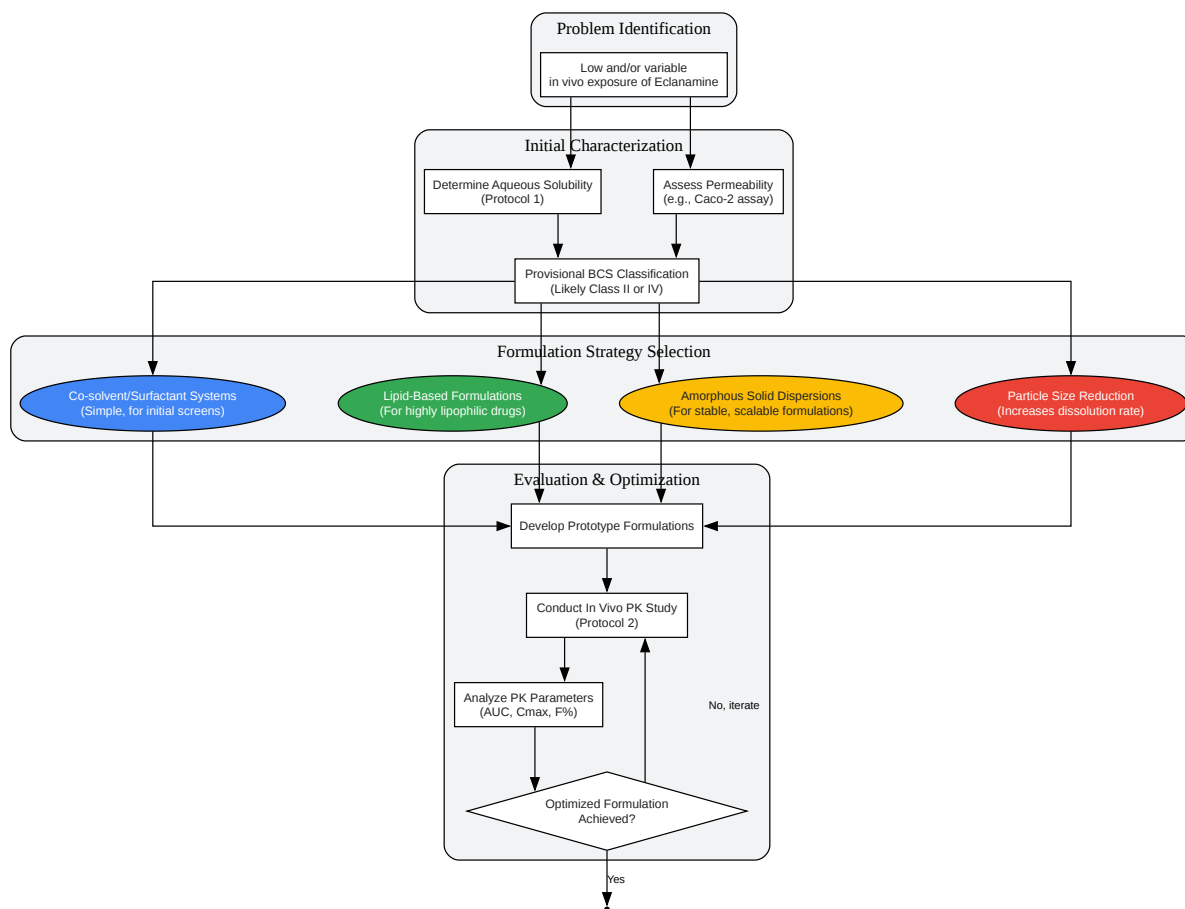 Problem Identification
Low and/or variable
in vivo exposure of Eclanamine
Initial Characterization
Determine Aqueous Solubility
(Protocol 1)
Assess Permeability
(e.g., Caco-2 assay)
Provisional BCS Classification
(Likely Class II or IV)
Formulation Strategy Selection
Co-solvent/Surfactant Systems
(Simple, for initial screens)
Lipid-Based Formulations
(For highly lipophilic drugs)
Amorphous Solid Dispersions
(For stable, scalable formulations)
Particle Size Reduction
(Increases dissolution rate)
Evaluation & Optimization
Develop Prototype Formulations
Conduct In Vivo PK Study
(Protocol 2)
Analyze PK Parameters
(AUC, Cmax, F%)
No, iterate
Optimized Formulation
Achieved?
Yes